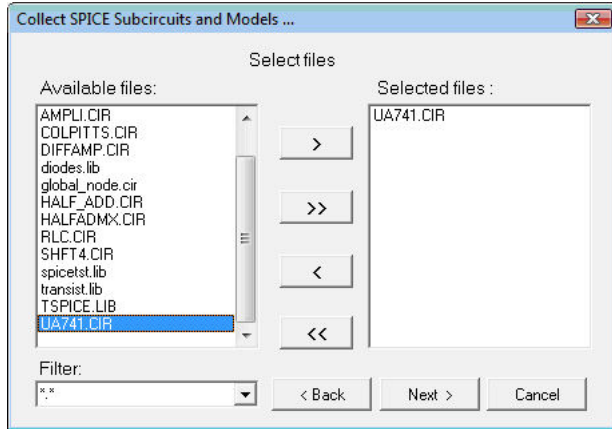 Collect SPICE Subcircuits and Models ...
Select files
Available files:
Selected files :
AMPLI.CIR
COLPITTS.CIR
DIFFAMP.CIR
diodes.lib
global_node.cir
HALF_ADD.CIR
HALFADMX.CIR
RLC.CIR
SHFT4.CIR
spicetst.lib
transist.lib
TSPICE.LIB
UA741.CIR
>
>>
<
<<
UA741.CIR
Filter:
*.*
< Back
Next >
Cancel